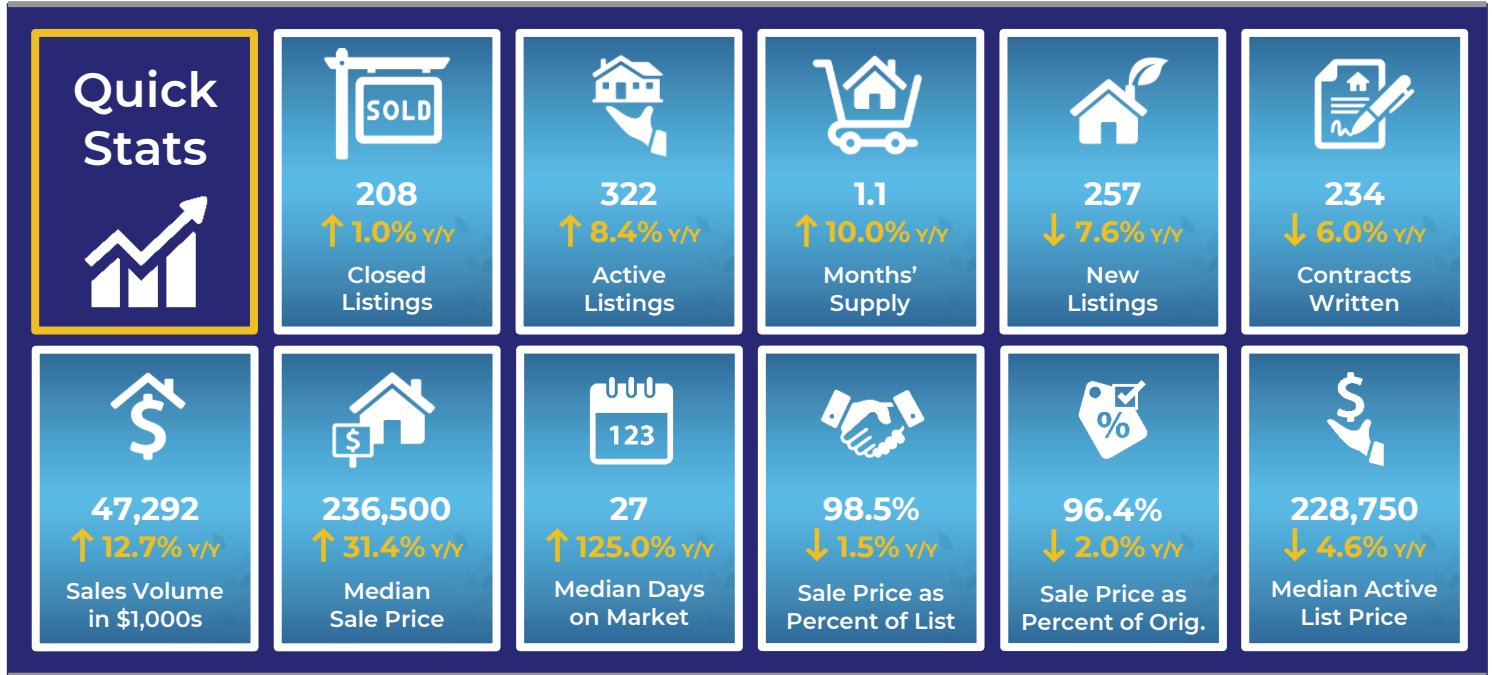 Quick
Stats
SOLD
208
↑ 1.0% Y/Y
Closed
Listings
322
↑ 8.4% Y/Y
Active
Listings
1.1
↑ 10.0% Y/Y
Months’
Supply
257
↓ 7.6% Y/Y
New
Listings
234
↓ 6.0% Y/Y
Contracts
Written
$
47,292
↑ 12.7% Y/Y
Sales Volume
in $1,000s
$
236,500
↑ 31.4% Y/Y
Median
Sale Price
123
27
↑ 125.0% Y/Y
Median Days
on Market
98.5%
↓ 1.5% Y/Y
Sale Price as
Percent of List
%
96.4%
↓ 2.0% Y/Y
Sale Price as
Percent of Orig.
$
228,750
↓ 4.6% Y/Y
Median Active
List Price